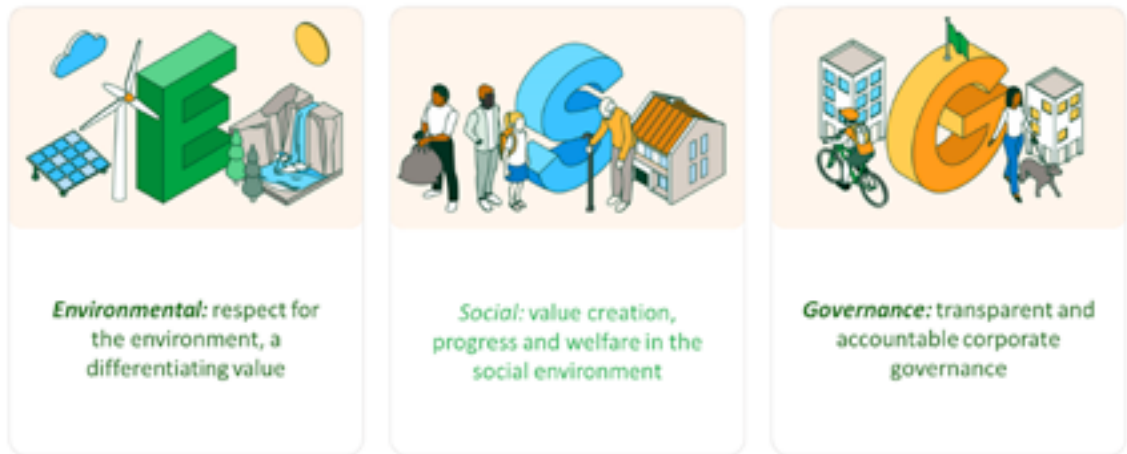 E
S
G
Environmental: respect for
the environment, a
differentiating value
Social: value creation,
progress and welfare in the
social environment
Governance: transparent and
accountable corporate
governance